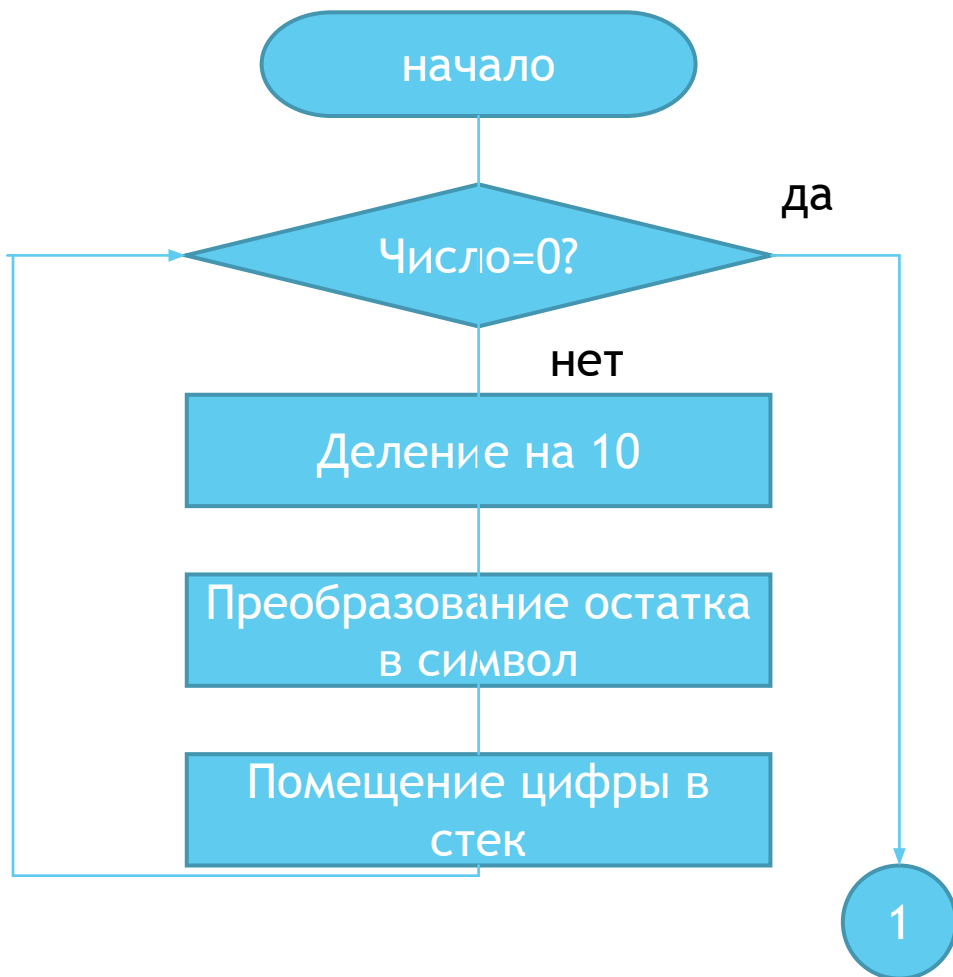 начало
да
Число=0?
нет
Деление на 10
Преобразование остатка
в символ
Помещение цифры в
стек
1